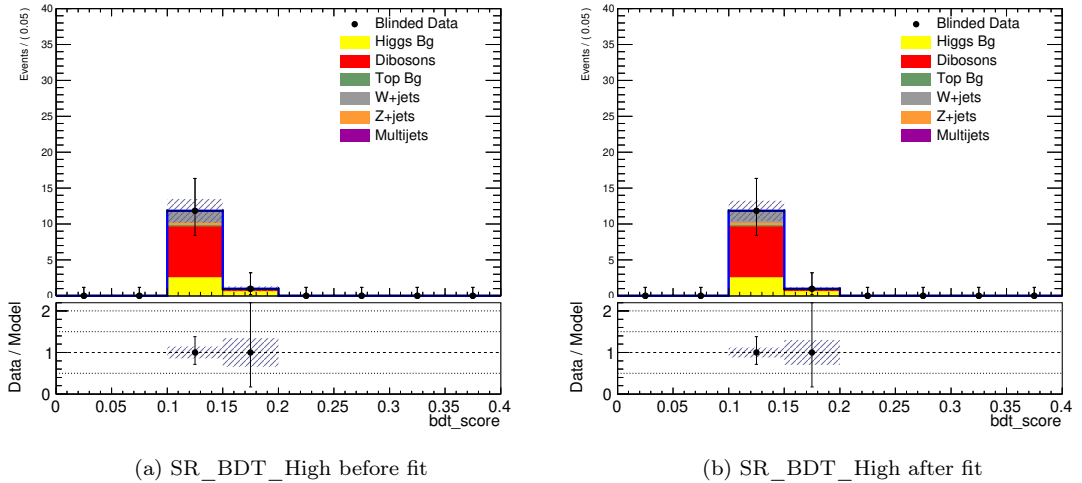 Events / ( 0.05)
40
35
30
25
20
15
10
5
0
Blinded Data
Higgs Bg
Dibosons
Top Bg
W+jets
Z+jets
Multijets
Data / Model
2
1
0
0 0.05 0.1 0.15 0.2 0.25 0.3 0.35 0.4
bdt_score
(a) SR_BDT_High before fit
Events / ( 0.05)
40
35
30
25
20
15
10
5
0
Blinded Data
Higgs Bg
Dibosons
Top Bg
W+jets
Z+jets
Multijets
Data / Model
2
1
0
0 0.05 0.1 0.15 0.2 0.25 0.3 0.35 0.4
bdt_score
(b) SR_BDT_High after fit